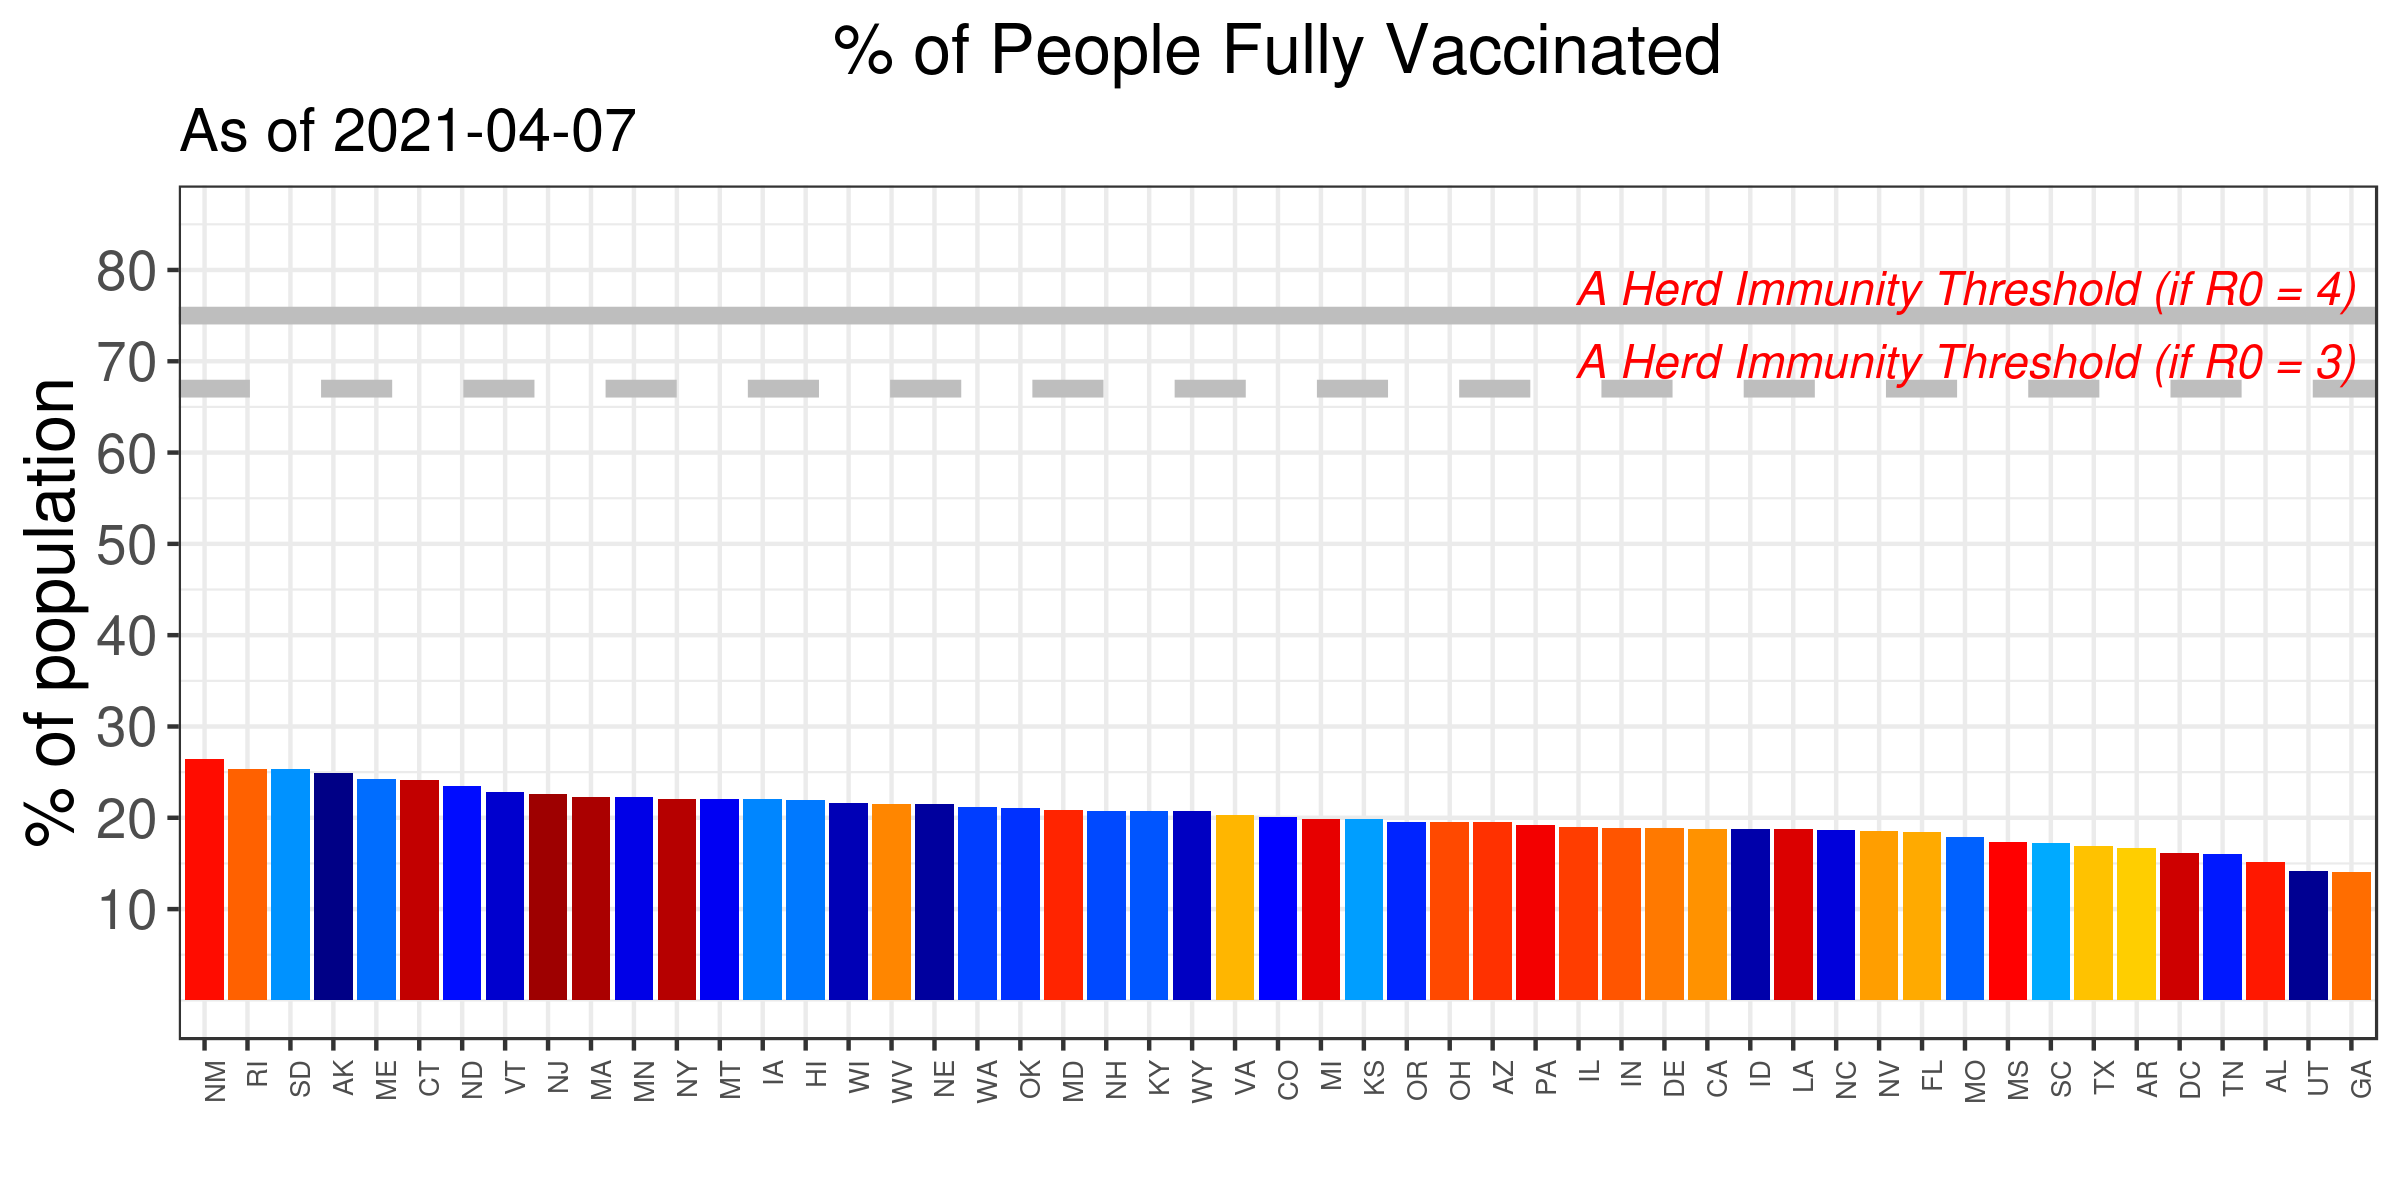 % of People Fully Vaccinated
As of 2021-04-07
% of population
80
70
60
50
40
30
20
10
A Herd Immunity Threshold (if R0 = 4)
A Herd Immunity Threshold (if R0 = 3)
NM RI SD AK ME CT ND VT NJ MA MN NY MT IA HI WI WV NE WA OK MD NH KY WY VA CO MI KS OR OH AZ PA IL IN DE CA ID LA NC NV FL MO MS SC TX AR DC TN AL UT GA